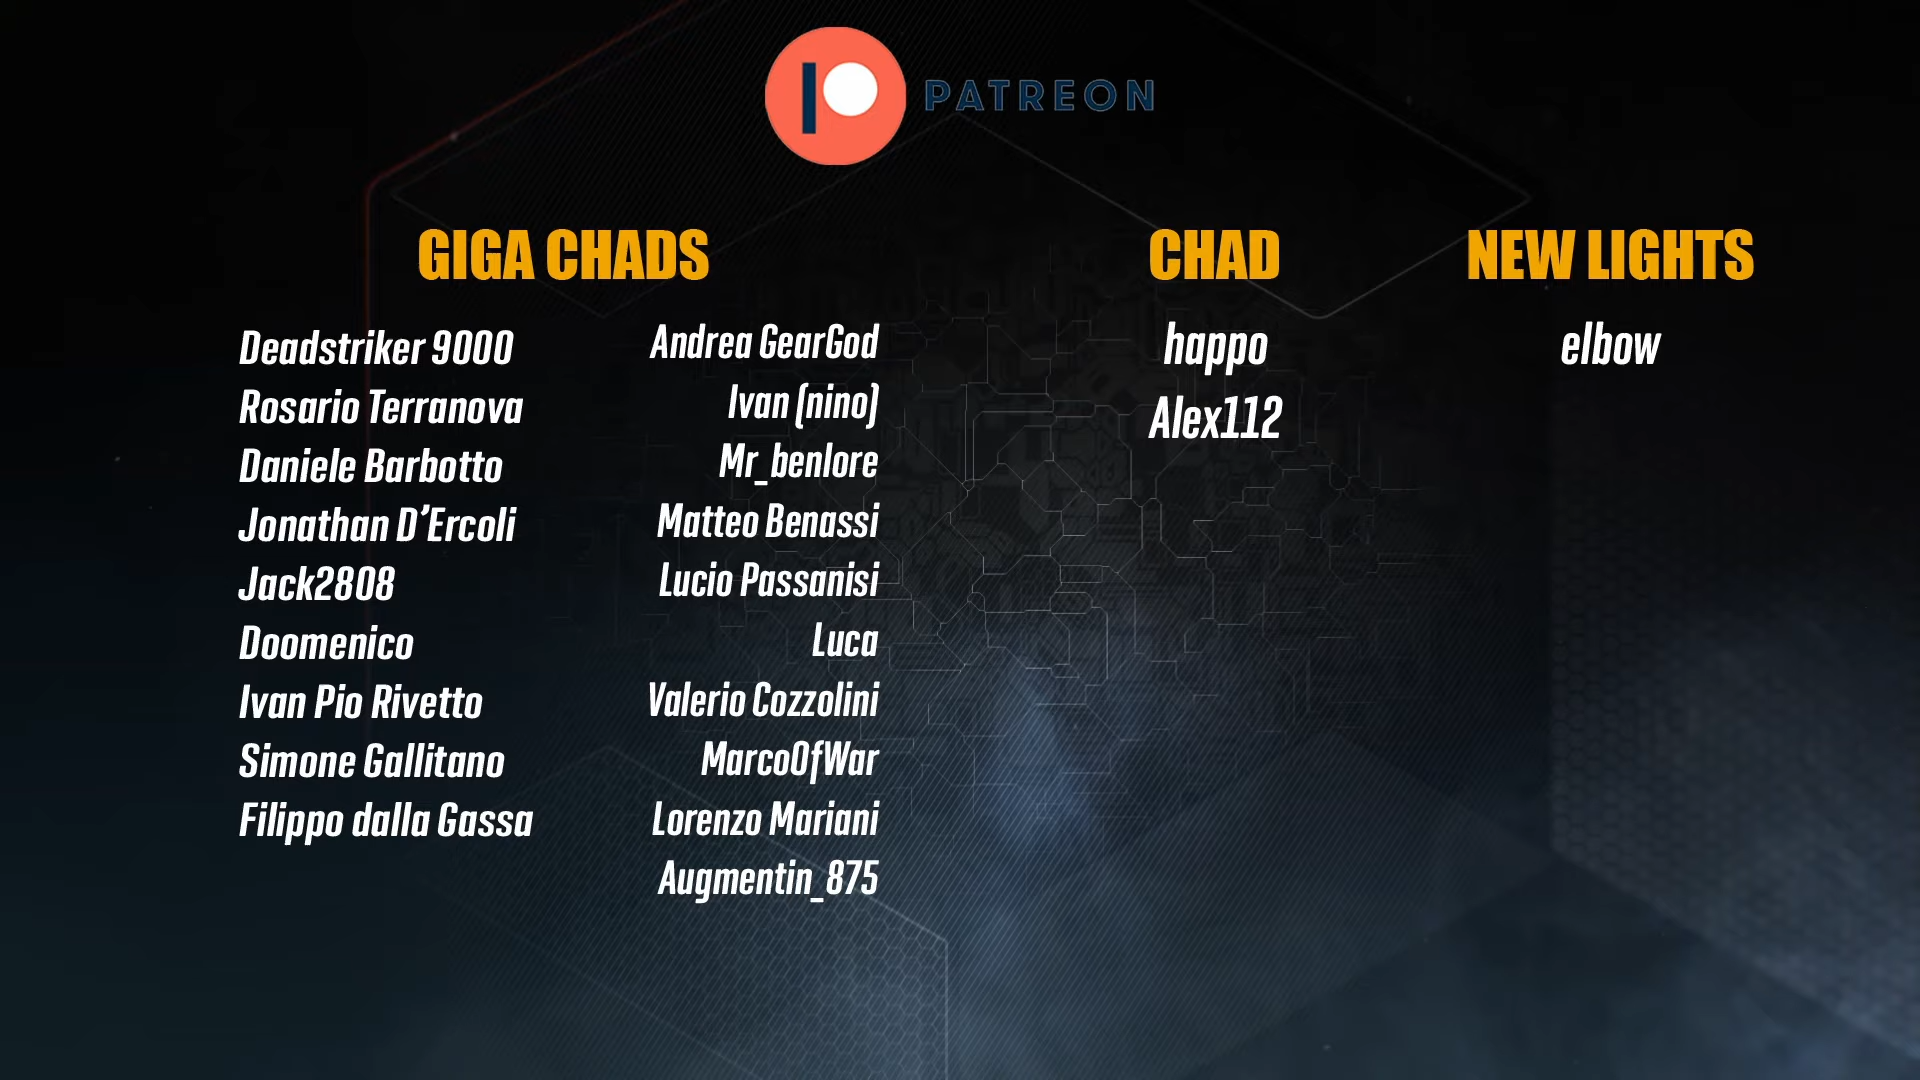 PATREON
GIGA CHADS
Deadstriker 9000
Rosario Terranova
Daniele Barbotto
Jonathan D’Ercoli
Jack2808
Doomenico
Ivan Pio Rivetto
Simone Gallitano
Filippo dalla Gassa
Andrea GearGod
Ivan (nino)
Mr_benlore
Matteo Benassi
Lucio Passanisi
Luca
Valerio Cozzolini
MarcoOfWar
Lorenzo Mariani
Augmentin_875
CHAD
happo
Alex112
NEW LIGHTS
elbow